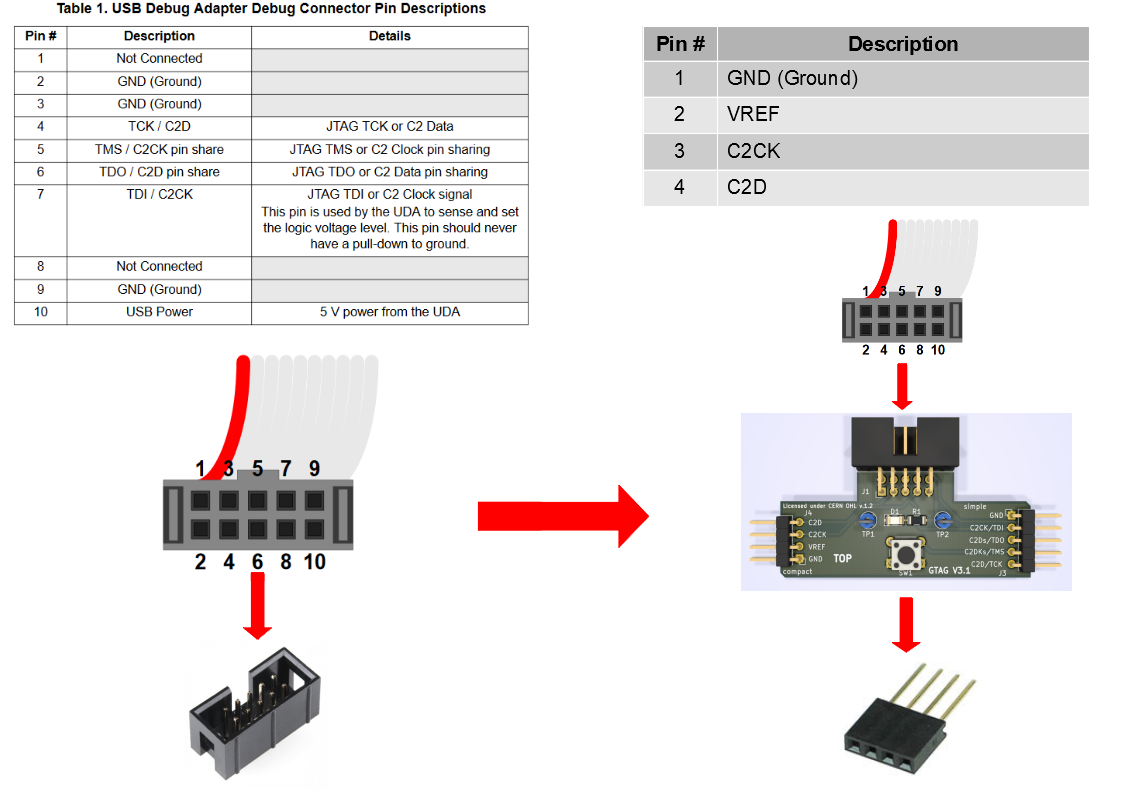 Table 1. USB Debug Adapter Debug Connector Pin Descriptions
Pin # Description Details
1 Not Connected
2 GND (Ground)
3 GND (Ground)
4 TCK / C2D JTAG TCK or C2 Data
5 TMS / C2CK pin share JTAG TMS or C2 Clock pin sharing
6 TDO / C2D pin share JTAG TDO or C2 Data pin sharing
7 TDI / C2CK JTAG TDI or C2 Clock signal
This pin is used by the UDA to sense and set
the logic voltage level. This pin should never
have a pull-down to ground.
8 Not Connected
9 GND (Ground)
10 USB Power 5 V power from the UDA
Pin # Description
1 GND (Ground)
2 VREF
3 C2CK
4 C2D
1 3 5 7 9
2 4 6 8 10
1 3 5 7 9
2 4 6 8 10
J1
Licensed under CERN OHL v.1.2
simple
J4
D1 R1
GND
C2D
C2CK/TDI
C2CK
TP1
TP2
C2Ds/TDO
VREF
C2DKs/TMS
GND
TOP
C2D/TCK
compact
SW1
GTAG V3.1
J3